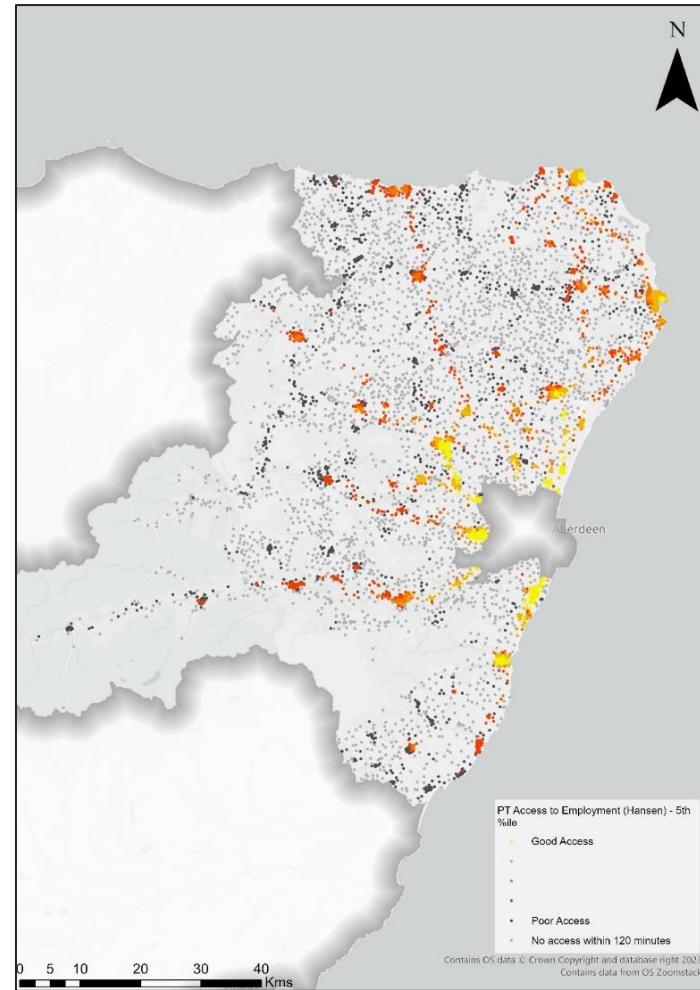 N
Aberdeen
PT Access to Employment (Hansen) - 5th
%ile
Good Access
Poor Access
No access within 120 minutes
Contains OS data © Crown Copyright and database right 2023
Contains data from OS Zoomstack
0 5 10 20 30 40
Kms